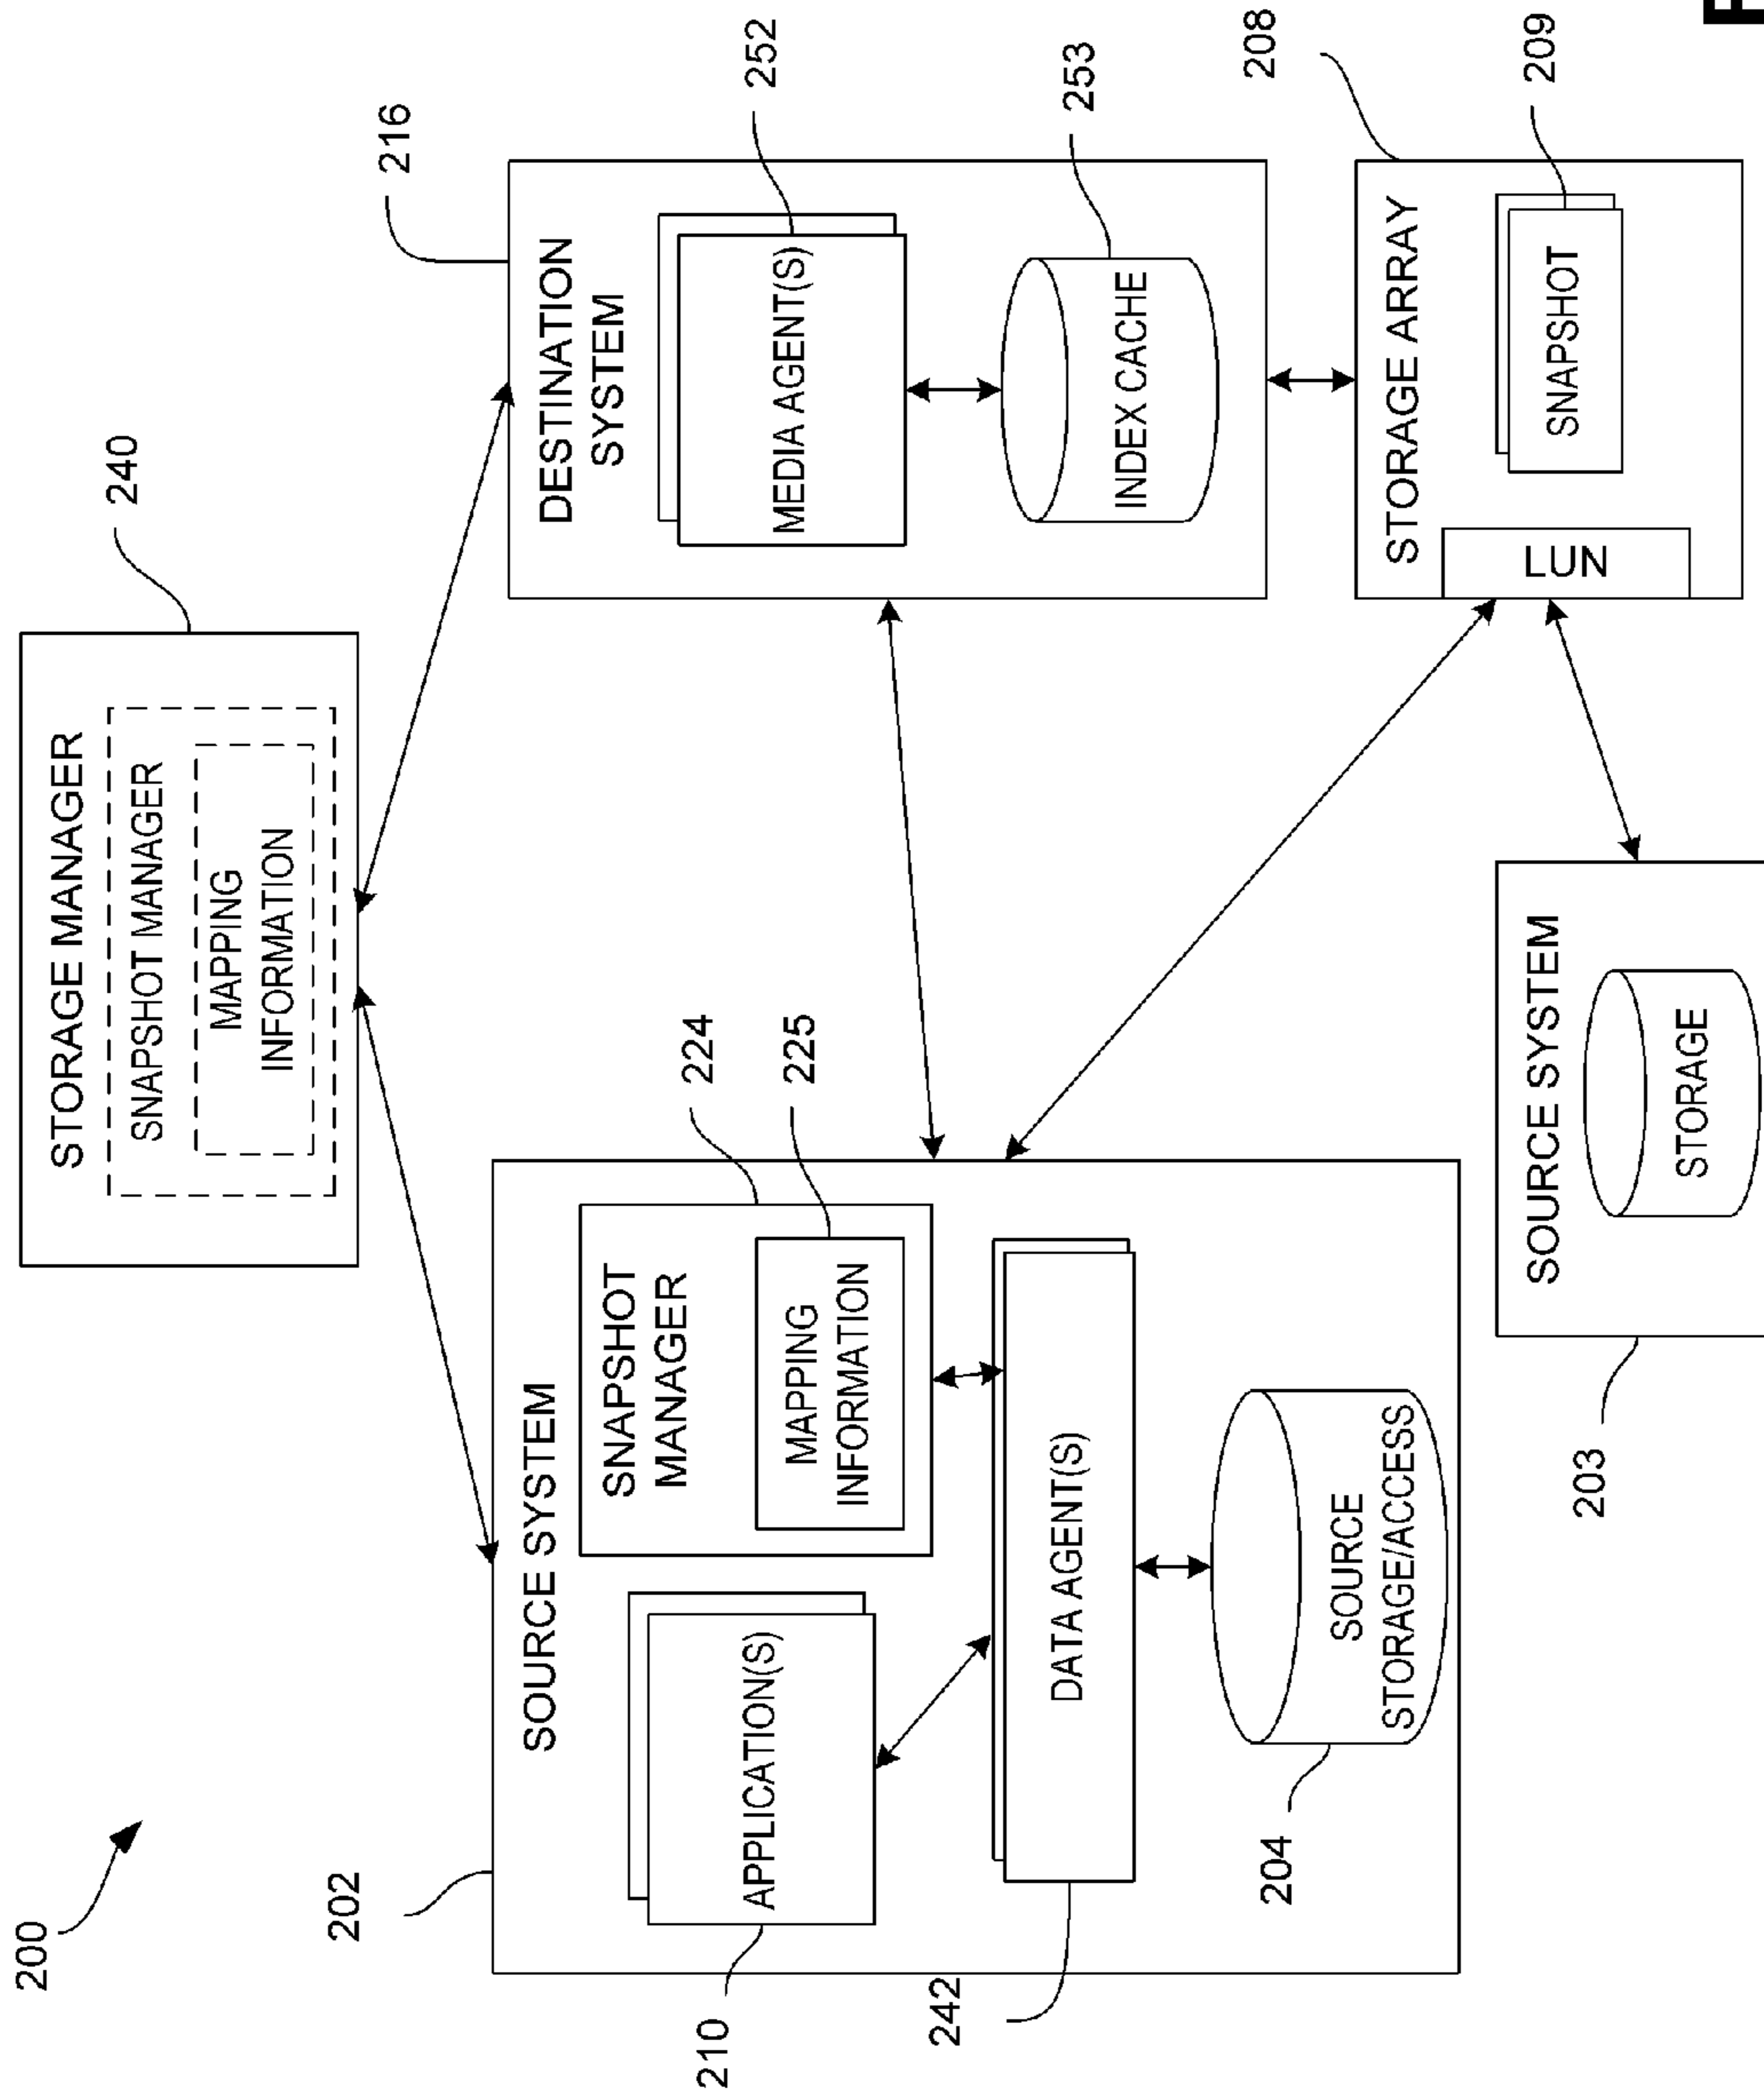 200
240
STORAGE MANAGER
SNAPSHOT MANAGER
MAPPING
INFORMATION
202
SOURCE SYSTEM
210
APPLICATION(S)
SNAPSHOT
MANAGER
224
MAPPING
INFORMATION
225
242
DATA AGENT(S)
204
SOURCE
STORAGE/ACCESS
216
DESTINATION
SYSTEM
MEDIA AGENT(S)
252
INDEX CACHE
253
203
SOURCE SYSTEM
STORAGE
208
STORAGE ARRAY
LUN
SNAPSHOT
209